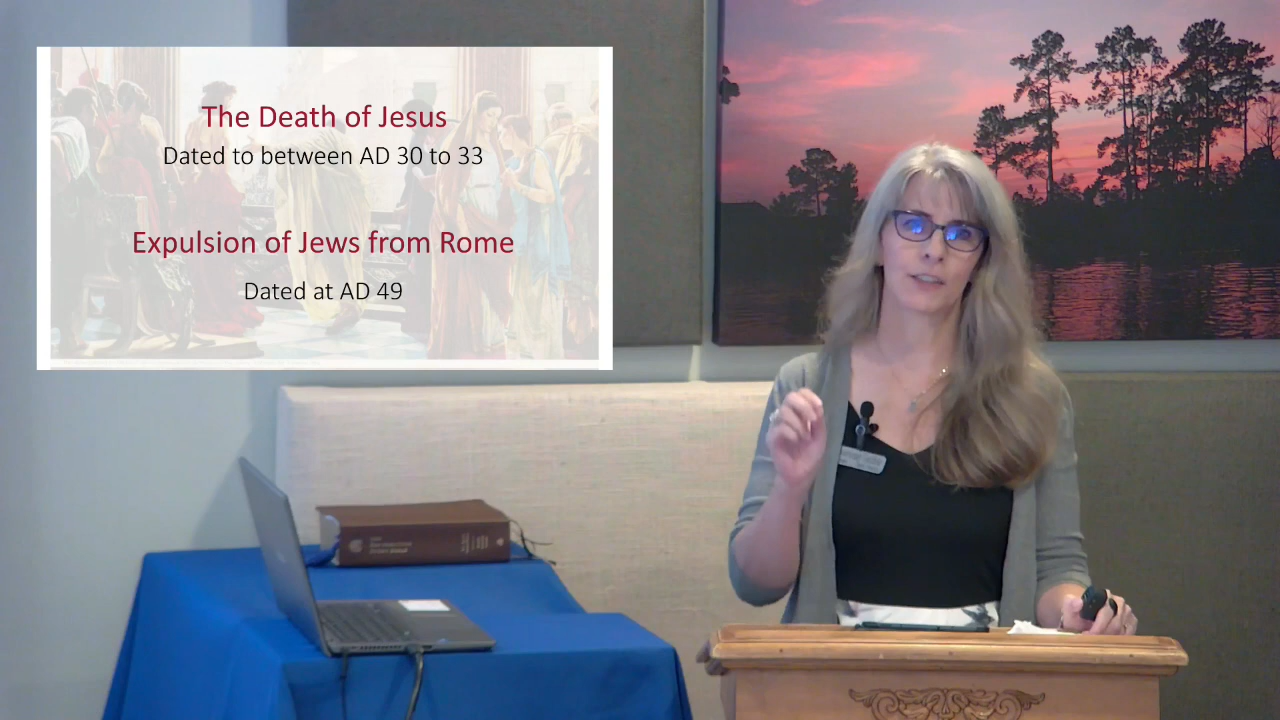 The Death of Jesus
Dated to between AD 30 to 33
Expulsion of Jews from Rome
Dated at AD 49